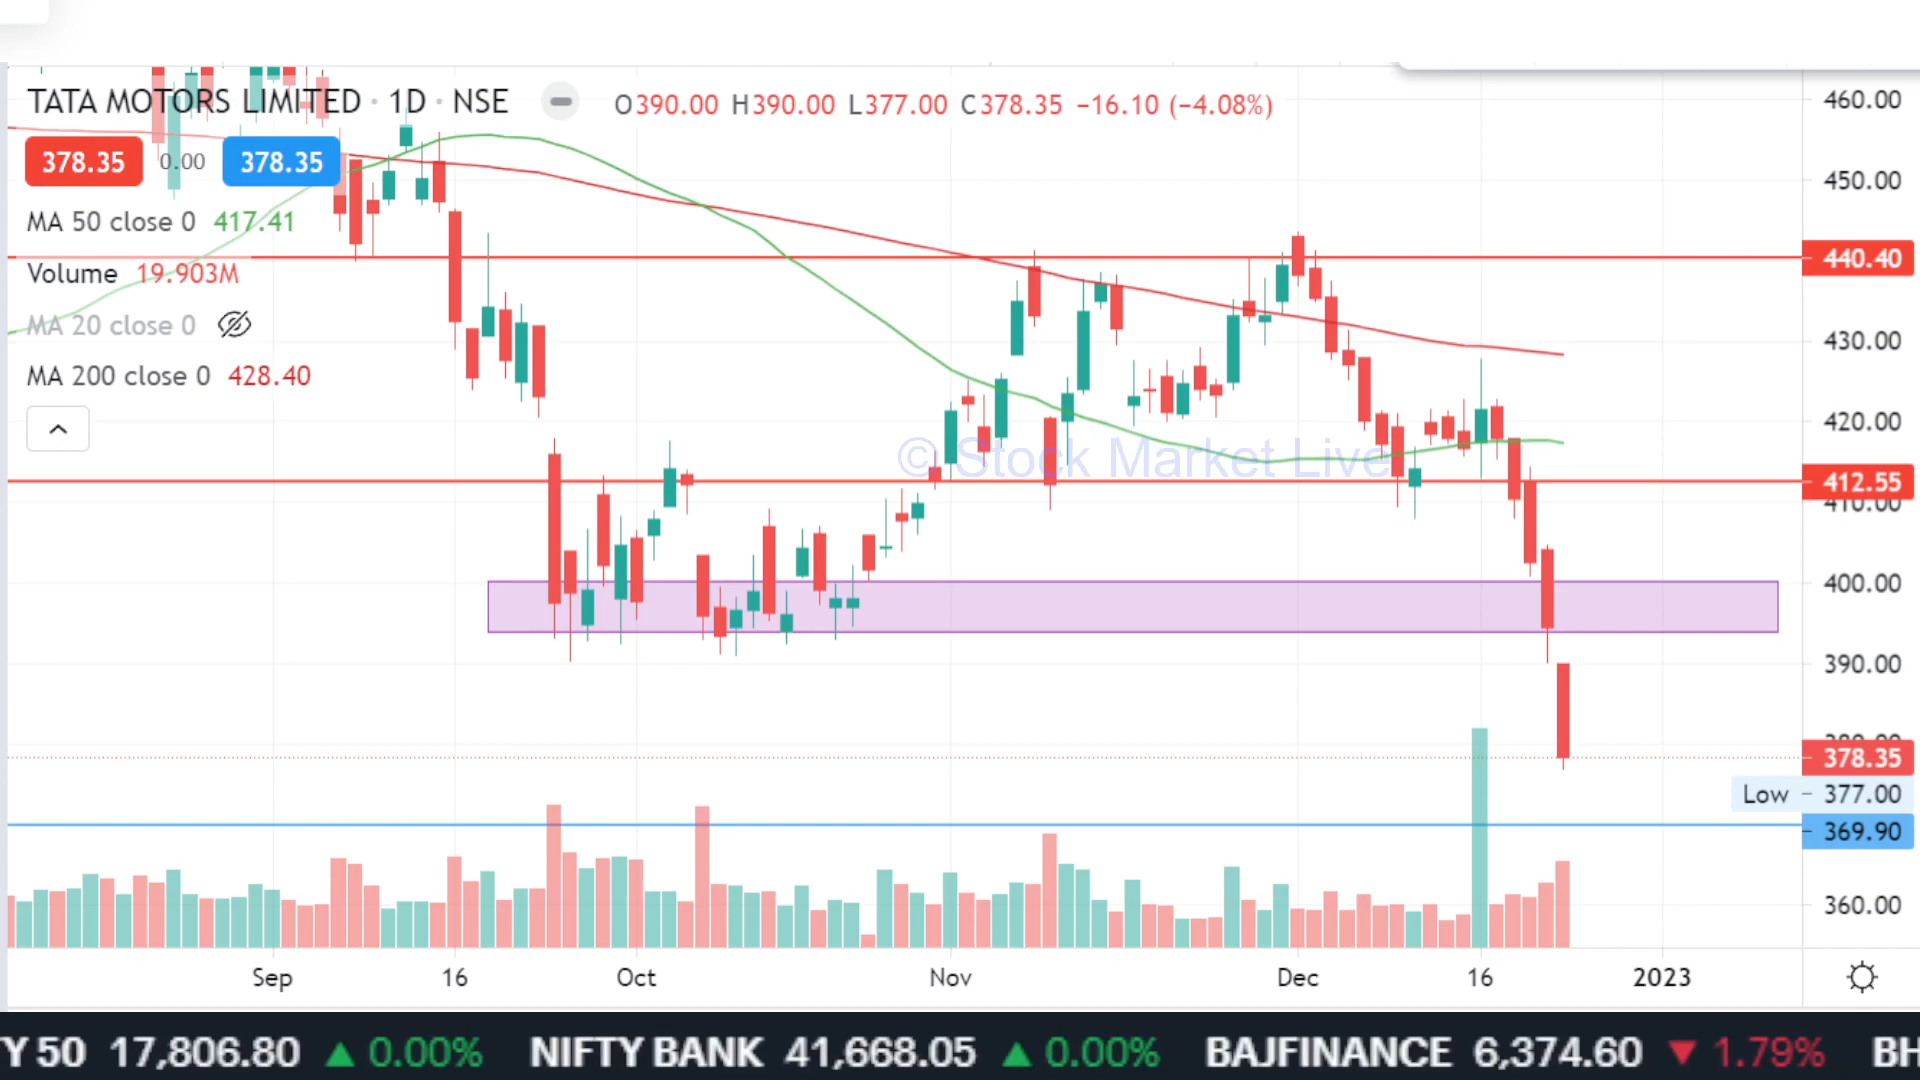 TATA MOTORS LIMITED · 1D · NSE O390.00 H390.00 L377.00 C378.35 −16.10 (−4.08%)
378.35 0.00 378.35
MA 50 close 0 417.41
Volume 19.903M
MA 20 close 0
MA 200 close 0 428.40
© Stock Market Live
460.00
450.00
440.40
430.00
420.00
412.55
410.00
400.00
390.00
378.35
Low 377.00
369.90
360.00
Sep 16 Oct Nov Dec 16 2023
Y 50 17,806.80 ▲ 0.00% NIFTY BANK 41,668.05 ▲ 0.00% BAJFINANCE 6,374.60 ▼ 1.79% BH